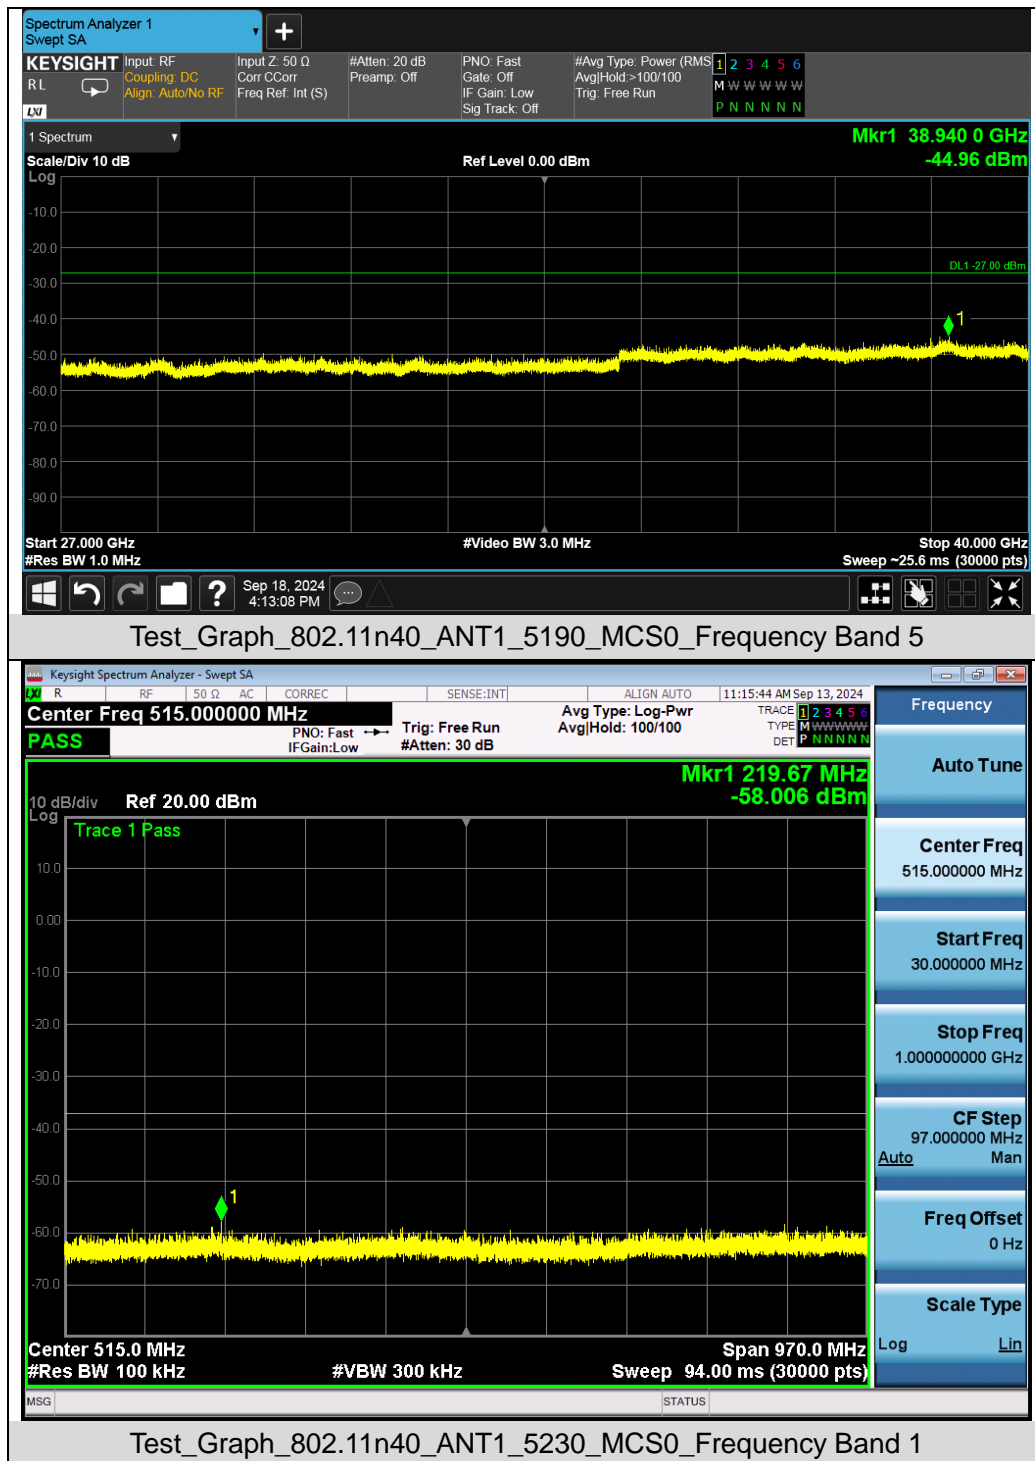 Spectrum Analyzer 1
Swept SA
KEYSIGHT Input: RF Input Z: 50 Ω #Atten: 20 dB PNO: Fast #Avg Type: Power (RMS 1 2 3 4 5 6
R L Coupling: DC Corr CCorr Preamp: Off Gate: Off Avg|Hold:>100/100 M W W W W W
Align: Auto/No RF Freq Ref: Int (S) IF Gain: Low Trig: Free Run
LXI Sig Track: Off P N N N N N
1 Spectrum Mkr1 38.940 0 GHz
Scale/Div 10 dB Ref Level 0.00 dBm -44.96 dBm
Log
-10.0
-20.0
DL1 -27.00 dBm
-30.0
-40.0
1
-50.0
-60.0
-70.0
-80.0
-90.0
Start 27.000 GHz #Video BW 3.0 MHz Stop 40.000 GHz
#Res BW 1.0 MHz Sweep ~25.6 ms (30000 pts)
? Sep 18, 2024
4:13:08 PM
Test_Graph_802.11n40_ANT1_5190_MCS0_Frequency Band 5
Keysight Spectrum Analyzer - Swept SA
LXI R RF 50 Ω AC CORREC SENSE:INT ALIGN AUTO 11:15:44 AM Sep 13, 2024
Center Freq 515.000000 MHz Avg Type: Log-Pwr TRACE 1 2 3 4 5 6
PASS PNO: Fast Trig: Free Run Avg|Hold: 100/100 TYPE M W W W W W
IFGain:Low #Atten: 30 dB DET P N N N N N
Mkr1 219.67 MHz
10 dB/div Ref 20.00 dBm -58.006 dBm
Log
Trace 1 Pass
10.0
0.00
-10.0
-20.0
-30.0
-40.0
-50.0
1
-60.0
-70.0
Center 515.0 MHz Span 970.0 MHz
#Res BW 100 kHz #VBW 300 kHz Sweep 94.00 ms (30000 pts)
MSG STATUS
Frequency
Auto Tune
Center Freq
515.000000 MHz
Start Freq
30.000000 MHz
Stop Freq
1.000000000 GHz
CF Step
97.000000 MHz
Auto Man
Freq Offset
0 Hz
Scale Type
Log Lin
Test_Graph_802.11n40_ANT1_5230_MCS0_Frequency Band 1